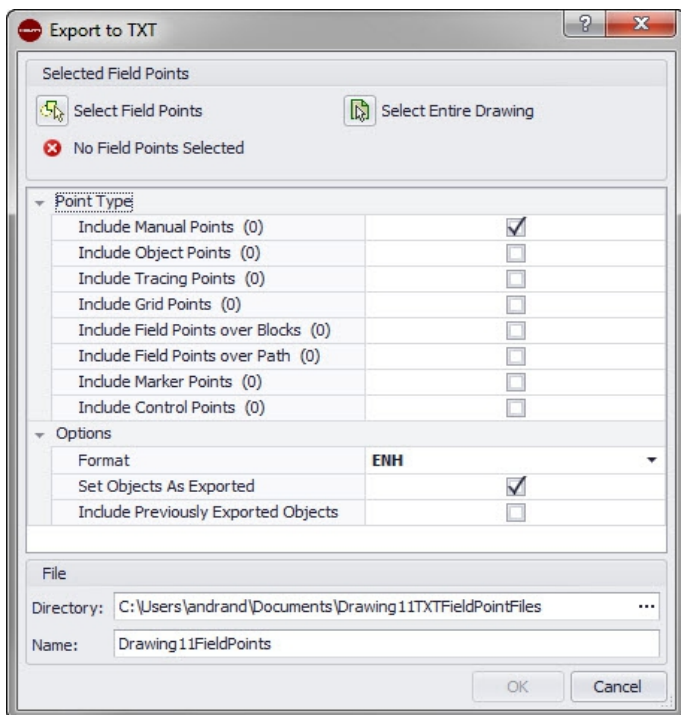 HILTI Export to TXT
Selected Field Points
Select Field Points Select Entire Drawing
No Field Points Selected
Point Type
Include Manual Points (0)
Include Object Points (0)
Include Tracing Points (0)
Include Grid Points (0)
Include Field Points over Blocks (0)
Include Field Points over Path (0)
Include Marker Points (0)
Include Control Points (0)
Options
Format ENH
Set Objects As Exported
Include Previously Exported Objects
File
Directory: C:\Users\andrand\Documents\Drawing11TXTFieldPointFiles ...
Name: Drawing11FieldPoints
OK Cancel